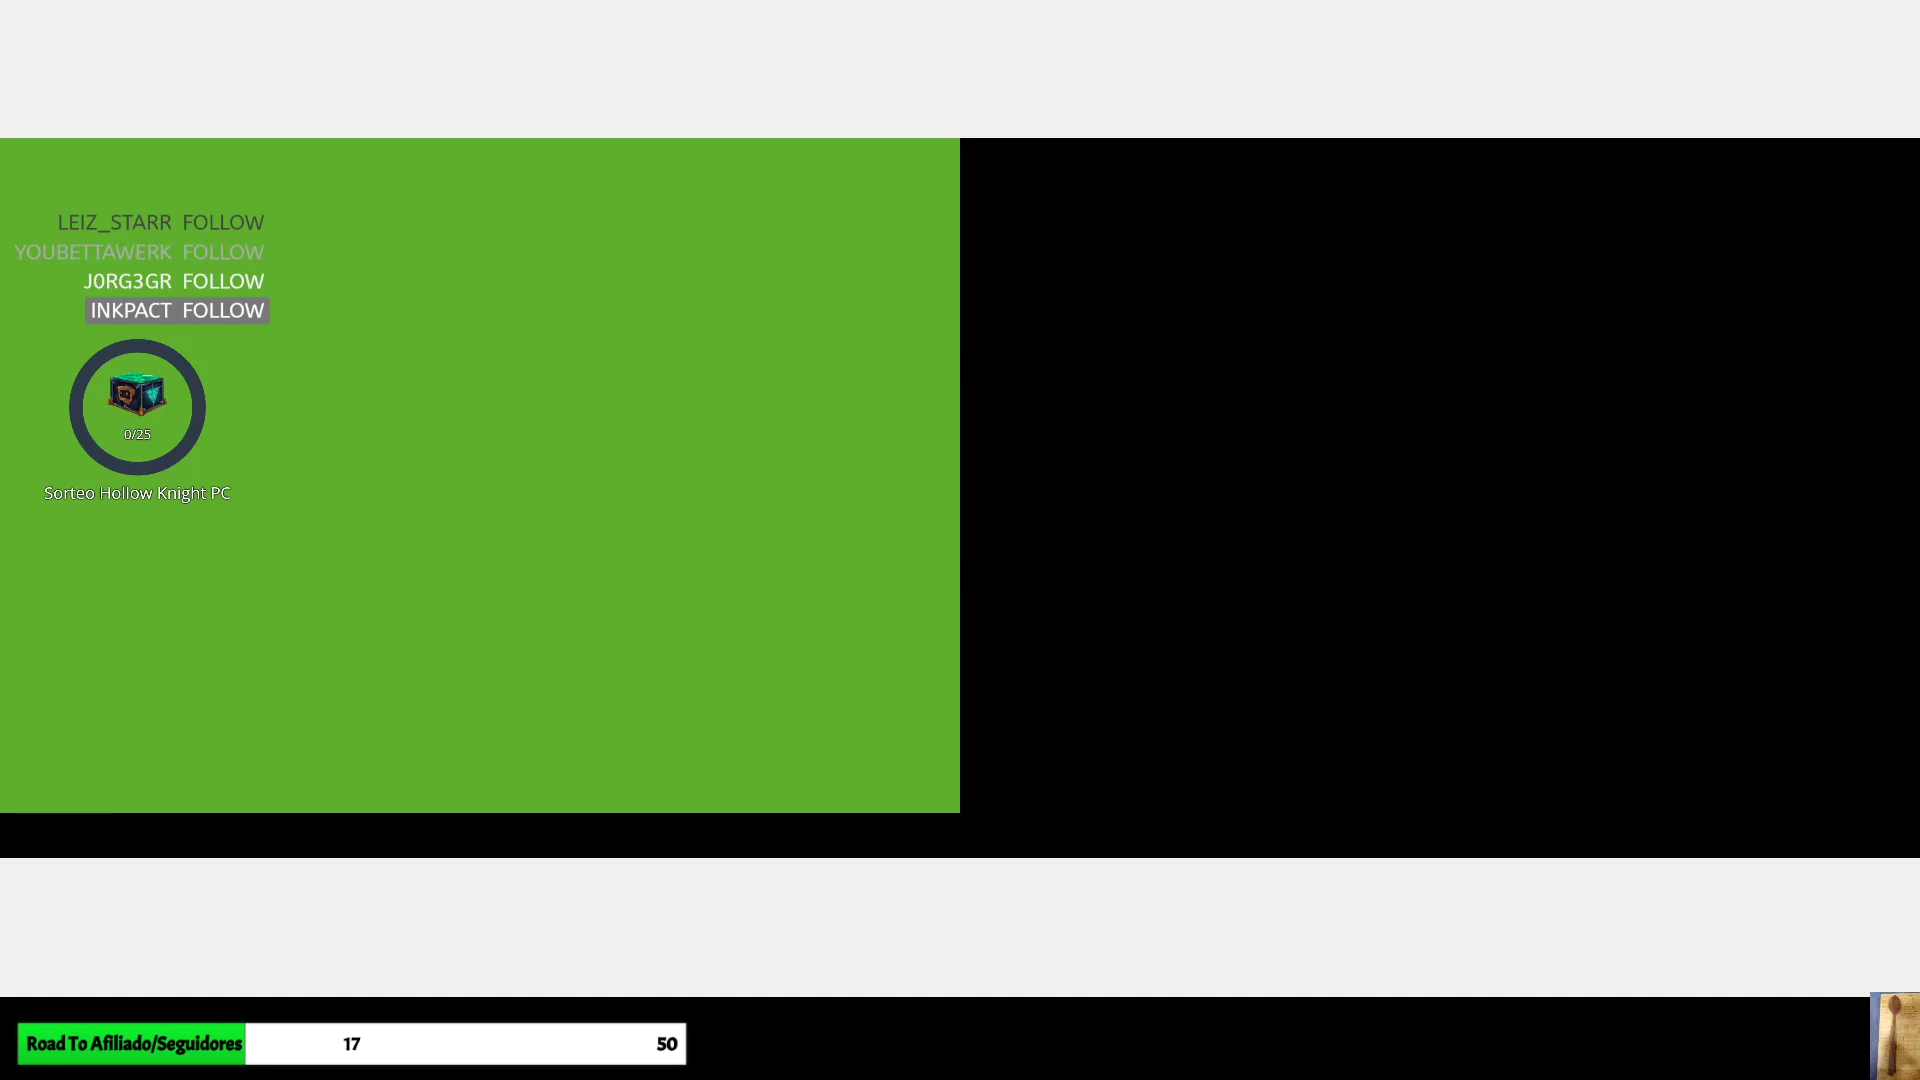 LEIZ_STARR FOLLOW
YOUBETTAWERK FOLLOW
J0RG3GR FOLLOW
INKPACT FOLLOW
0/25
Sorteo Hollow Knight PC
Road To Afiliado/Seguidores 17 50